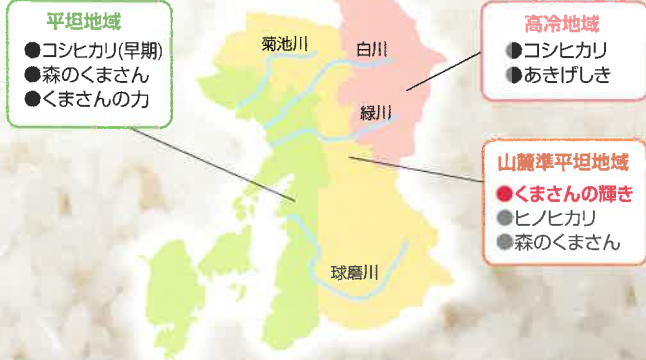 平坦地域
●コシヒカリ(早期)
●森のくまさん
●くまさんの力
菊池川
白川
緑川
球磨川
高冷地域
◐コシヒカリ
◐あきげしき
山麓準平坦地域
●くまさんの輝き
●ヒノヒカリ
●森のくまさん